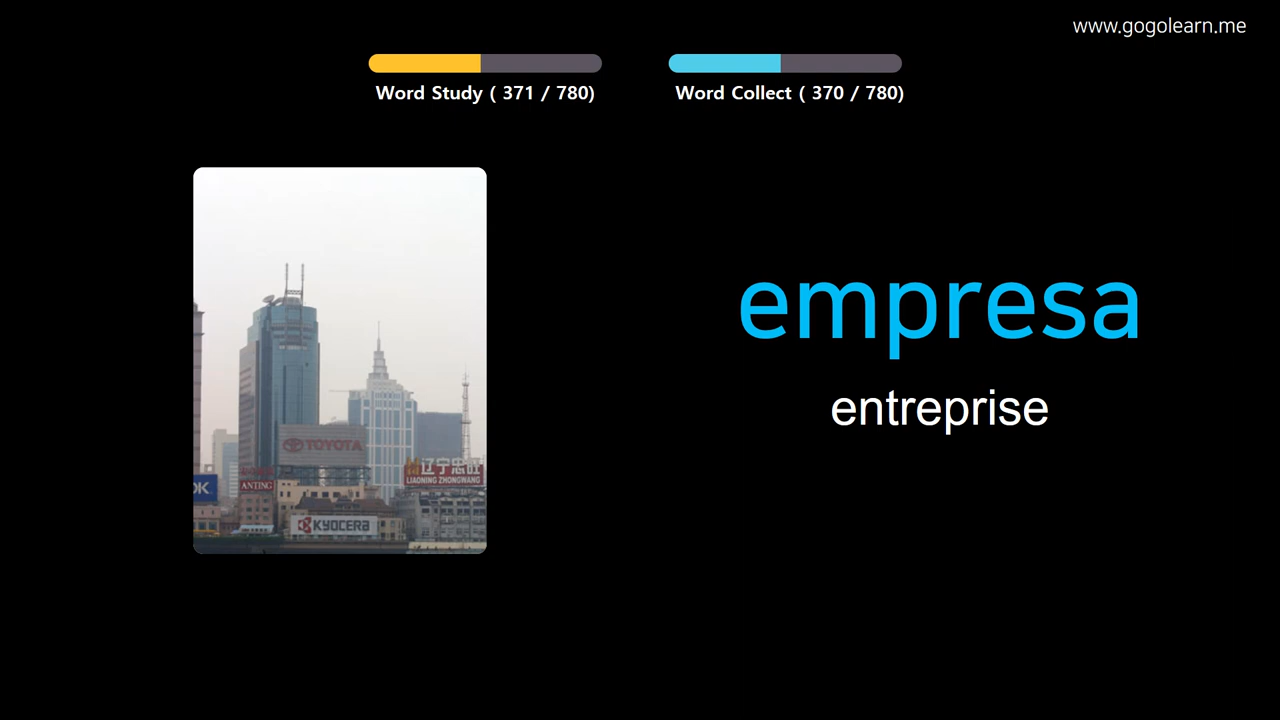 www.gogolearn.me
Word Study ( 371 / 780)
Word Collect ( 370 / 780)
empresa
entreprise
TOYOTA
辽宁忠旺
LIAONING ZHONGWANG
OK
ANTING
KYOCERA